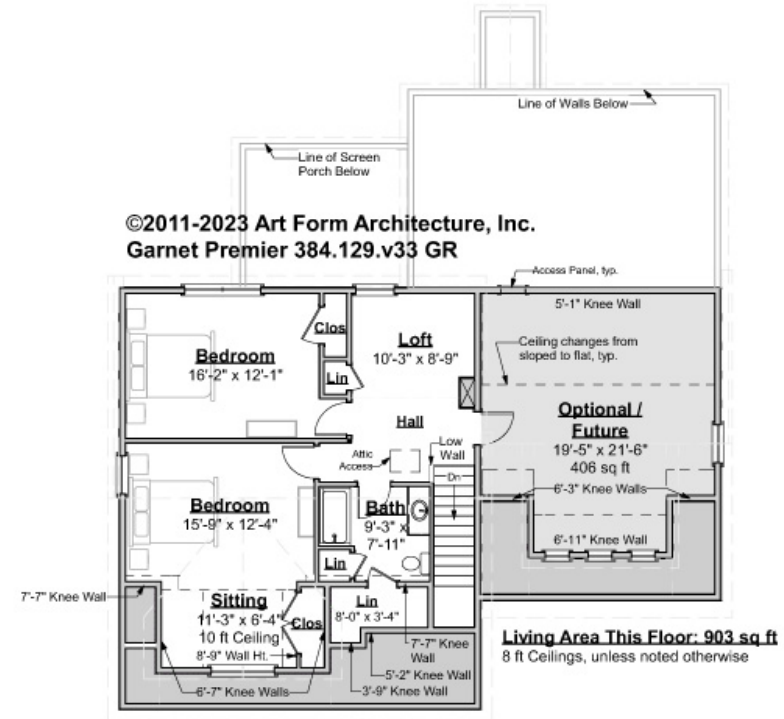 Line of Walls Below
Line of Screen
Porch Below
©2011-2023 Art Form Architecture, Inc.
Garnet Premier 384.129.v33 GR
Access Panel, typ.
5'-1" Knee Wall
Clos
Loft
10'-3" x 8'-9"
Ceiling changes from
sloped to flat, typ.
Bedroom
16'-2" x 12'-1"
Lin
Hall
Optional /
Future
19'-5" x 21'-6"
406 sq ft
Low
Wall
Attic
Access
Dn
6'-3" Knee Walls
Bedroom
15'-9" x 12'-4"
Bath
9'-3" x
7'-11"
6'-11" Knee Wall
Lin
7'-7" Knee Wall
Sitting
11'-3" x 6'-4"
10 ft Ceiling
8'-9" Wall Ht.
Clos
Lin
8'-0" x 3'-4"
7'-7" Knee
Wall
5'-2" Knee Wall
3'-9" Knee Wall
6'-7" Knee Walls
Living Area This Floor: 903 sq ft
8 ft Ceilings, unless noted otherwise